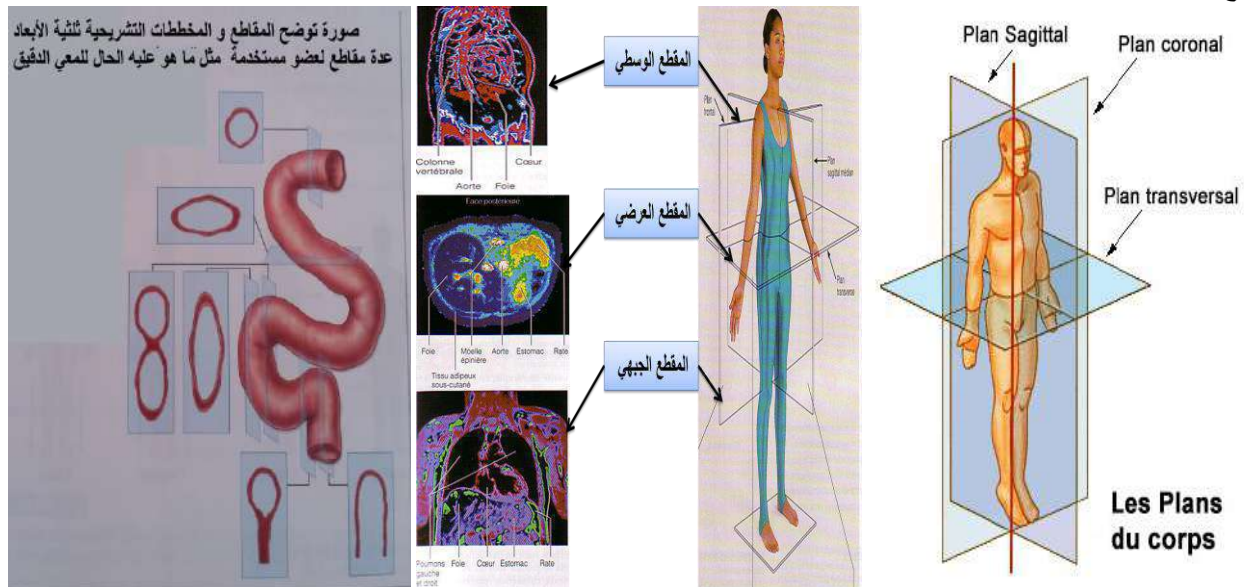 صورة توضح المقاطع و المخططات التشريحية ثلثية الأبعاد
عدة مقاطع لعضو مستخدمة مثل ما هو عليه الحال للمعي الدقيق
Colonne
vertébrale
Cœur
Aorte
Foie
Face postérieure
Foie
Moelle
épinière
Aorte
Estomac
Rate
Tissu adipeux
sous-cutané
Poumons
gauche
et droit
Foie
Cœur
Estomac
Rate
المقطع الوسطي
المقطع العرضي
المقطع الجبهي
Plan
frontal
Plan
sagittal médian
Plan
transverse
Plan Sagittal
Plan coronal
Plan transversal
Les Plans
du corps